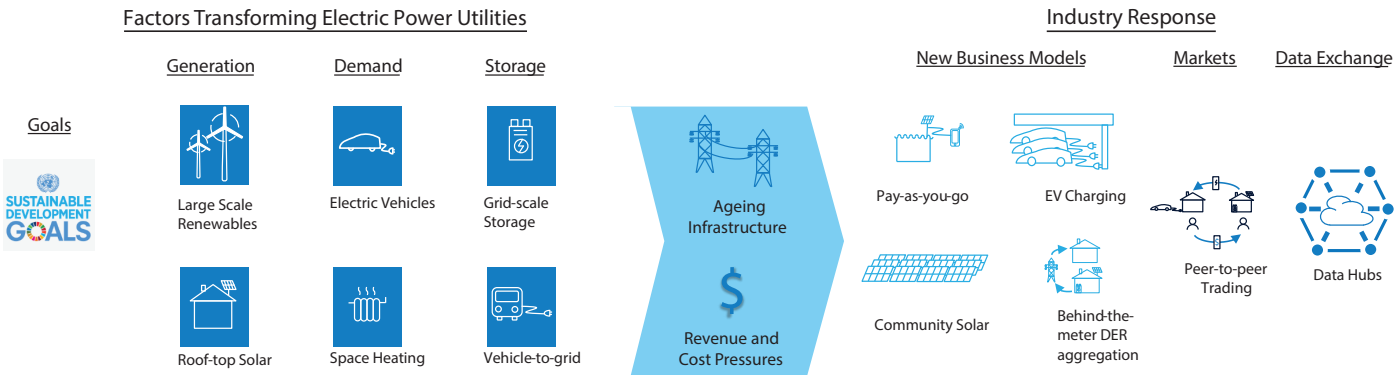 Factors Transforming Electric Power Utilities
Goals
SUSTAINABLE
DEVELOPMENT
GOALS
Generation
Large Scale
Renewables
Roof-top Solar
Demand
Electric Vehicles
Space Heating
Storage
Grid-scale
Storage
Vehicle-to-grid
Ageing
Infrastructure
$
Revenue and
Cost Pressures
Industry Response
New Business Models
Pay-as-you-go
EV Charging
Community Solar
Behind-the-
meter DER
aggregation
Markets
Peer-to-peer
Trading
Data Exchange
Data Hubs